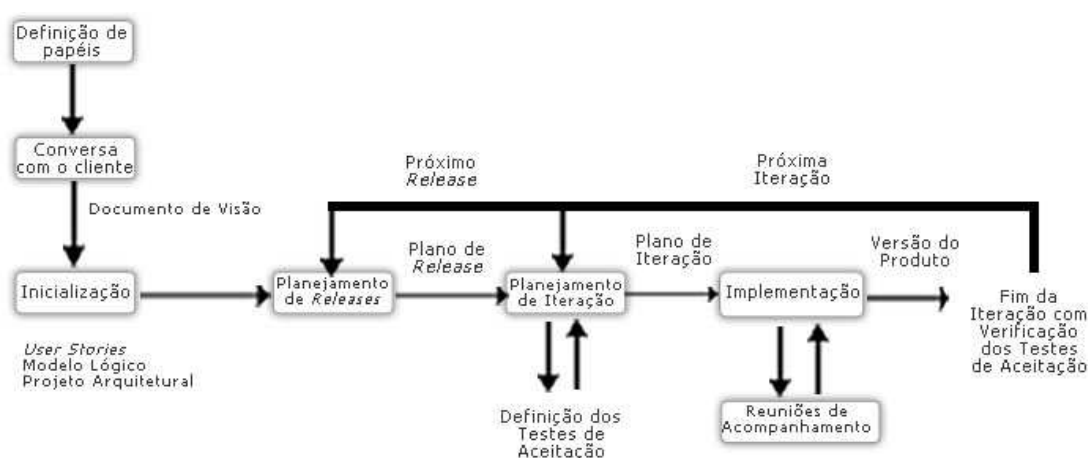 Definição de
papéis
Conversa
com o cliente
Documento de Visão
Próximo
Release
Próxima
Iteração
Inicialização
Planejamento
de Releases
Plano de
Release
Planejamento
de Iteração
Plano de
Iteração
Implementação
Versão do
Produto
Fim da
Iteração com
Verificação
dos Testes
de Aceitação
User Stories
Modelo Lógico
Projeto Arquitetural
Definição dos
Testes de
Aceitação
Reuniões de
Acompanhamento